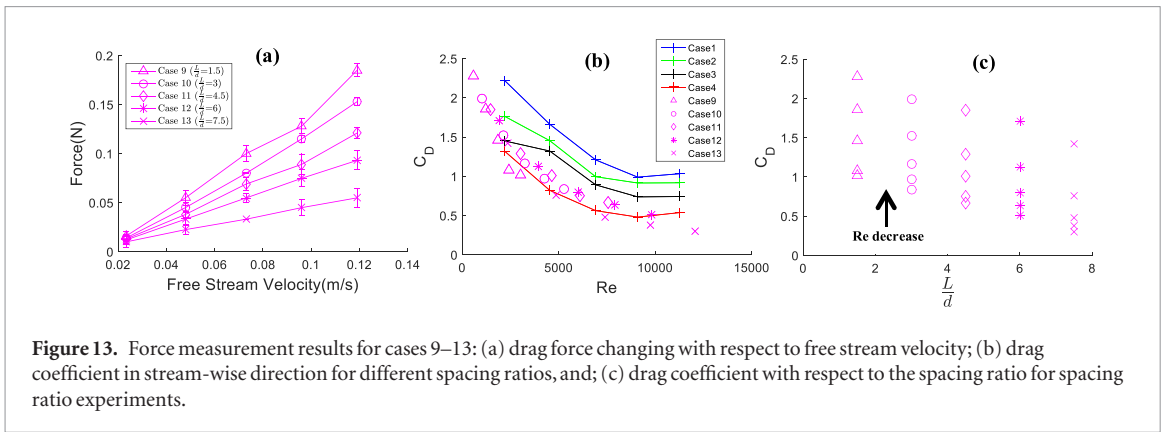 (a)
Force(N)
0.2
0.15
0.1
0.05
0
Case 9 (L/d=1.5)
Case 10 (L/d=3)
Case 11 (L/d=4.5)
Case 12 (L/d=6)
Case 13 (L/d=7.5)
0.02 0.04 0.06 0.08 0.1 0.12 0.14
Free Stream Velocity(m/s)
(b)
C_D
2.5
2
1.5
1
0.5
0
Case1
Case2
Case3
Case4
Case9
Case10
Case11
Case12
Case13
0 5000 10000 15000
Re
(c)
C_D
2.5
2
1.5
1
0.5
0
Re decrease
0 2 4 6 8
L/d
Figure 13. Force measurement results for cases 9–13: (a) drag force changing with respect to free stream velocity; (b) drag
coefficient in stream-wise direction for different spacing ratios, and; (c) drag coefficient with respect to the spacing ratio for spacing
ratio experiments.